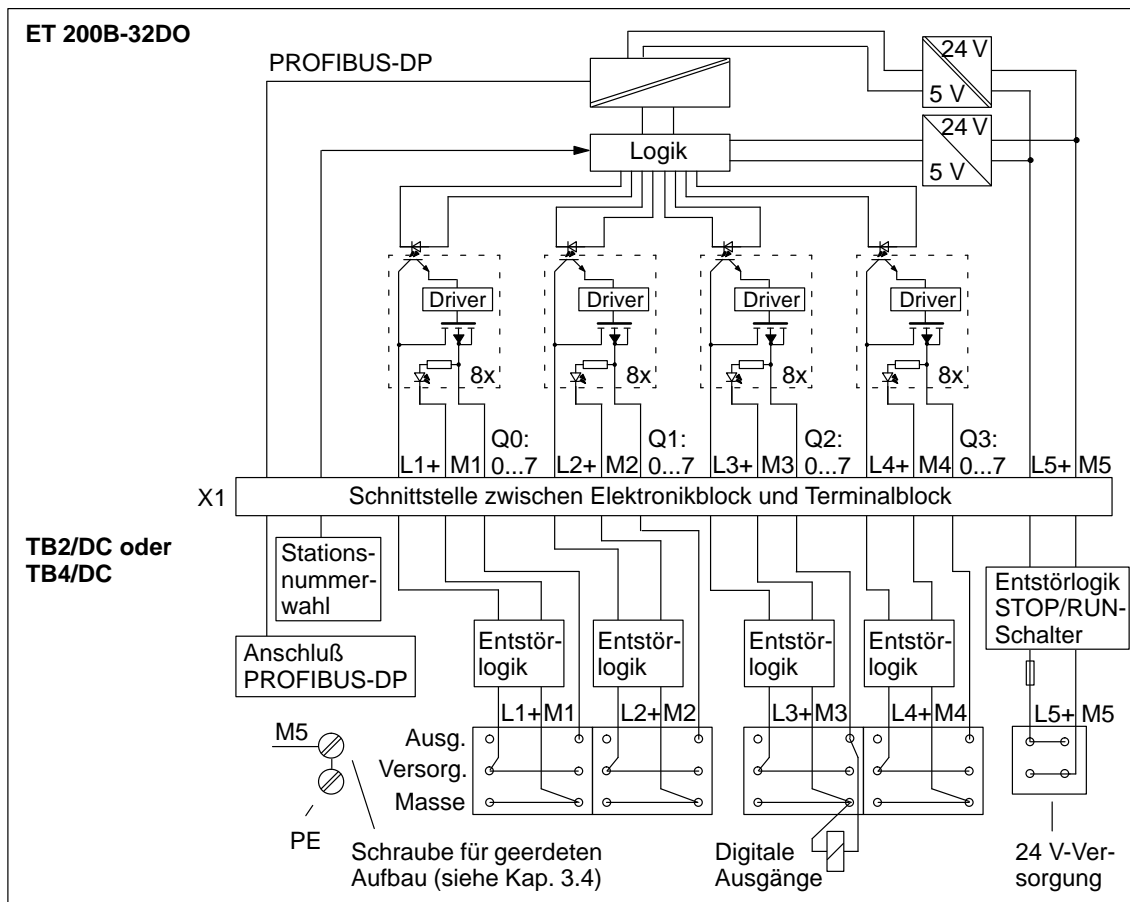 ET 200B-32DO
PROFIBUS-DP
24 V
5 V
24 V
5 V
Logik
Driver
Driver
Driver
Driver
8x
8x
8x
8x
Q0:
Q1:
Q2:
Q3:
L1+ M1 0...7 L2+ M2 0...7 L3+ M3 0...7 L4+ M4 0...7 L5+ M5
X1
Schnittstelle zwischen Elektronikblock und Terminalblock
TB2/DC oder
TB4/DC
Stations-
nummer-
wahl
Anschluß
PROFIBUS-DP
Entstör-
logik
Entstör-
logik
Entstör-
logik
Entstör-
logik
Entstörlogik
STOP/RUN-
Schalter
L1+ M1
L2+ M2
L3+ M3
L4+ M4
L5+ M5
M5
PE
Ausg.
Versorg.
Masse
Schraube für geerdeten
Aufbau (siehe Kap. 3.4)
Digitale
Ausgänge
24 V-Ver-
sorgung